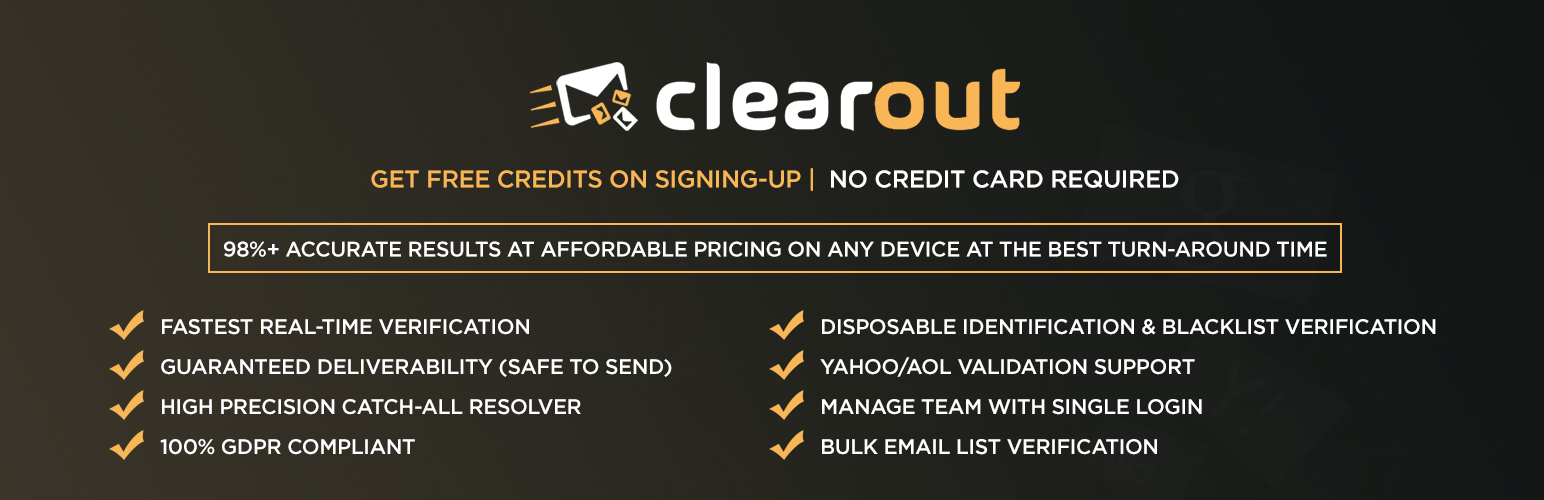 clearout
GET FREE CREDITS ON SIGNING-UP | NO CREDIT CARD REQUIRED
98%+ ACCURATE RESULTS AT AFFORDABLE PRICING ON ANY DEVICE AT THE BEST TURN-AROUND TIME
FASTEST REAL-TIME VERIFICATION
GUARANTEED DELIVERABILITY (SAFE TO SEND)
HIGH PRECISION CATCH-ALL RESOLVER
100% GDPR COMPLIANT
DISPOSABLE IDENTIFICATION & BLACKLIST VERIFICATION
YAHOO/AOL VALIDATION SUPPORT
MANAGE TEAM WITH SINGLE LOGIN
BULK EMAIL LIST VERIFICATION